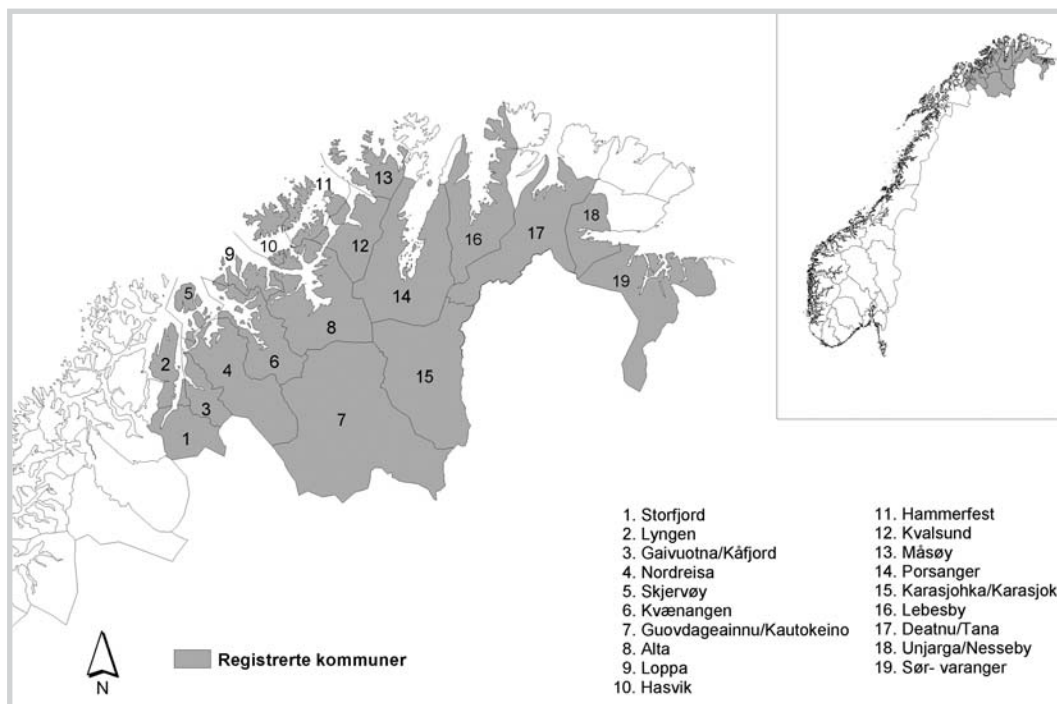 11
13
18
10
12
16
17
9
19
5
14
8
2
4
6
15
3
7
1
1. Storfjord
2. Lyngen
3. Gaivuotna/Kåfjord
4. Nordreisa
5. Skjervøy
6. Kvænangen
7. Guovdageainnu/Kautokeino
8. Alta
9. Loppa
10. Hasvik
11. Hammerfest
12. Kvalsund
13. Måsøy
14. Porsanger
15. Karasjohka/Karasjok
16. Lebesby
17. Deatnu/Tana
18. Unjarga/Nesseby
19. Sør- varanger
N
Registrerte kommuner